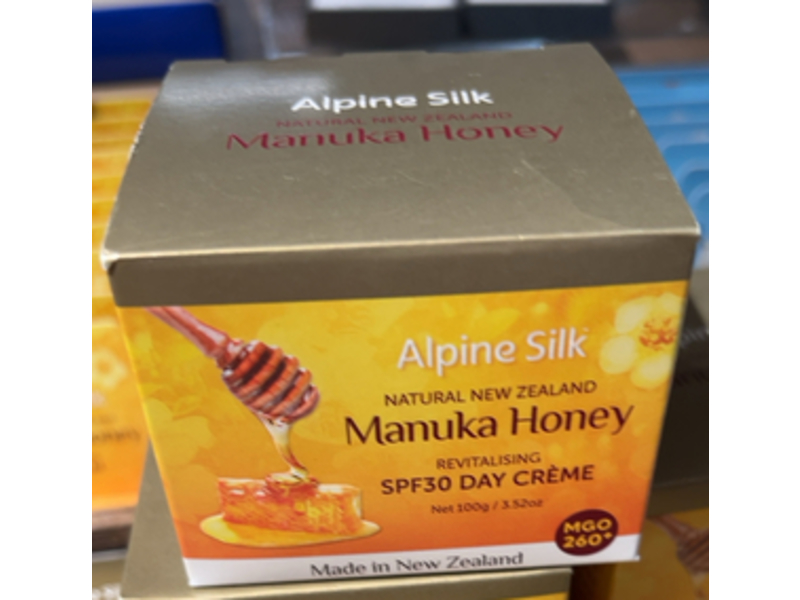 Alpine Silk
NATURAL NEW ZEALAND
Manuka Honey
Alpine Silk
NATURAL NEW ZEALAND
Manuka Honey
REVITALISING
SPF30 DAY CRÈME
Net 100g / 3.52oz
MGO
260+
Made in New Zealand